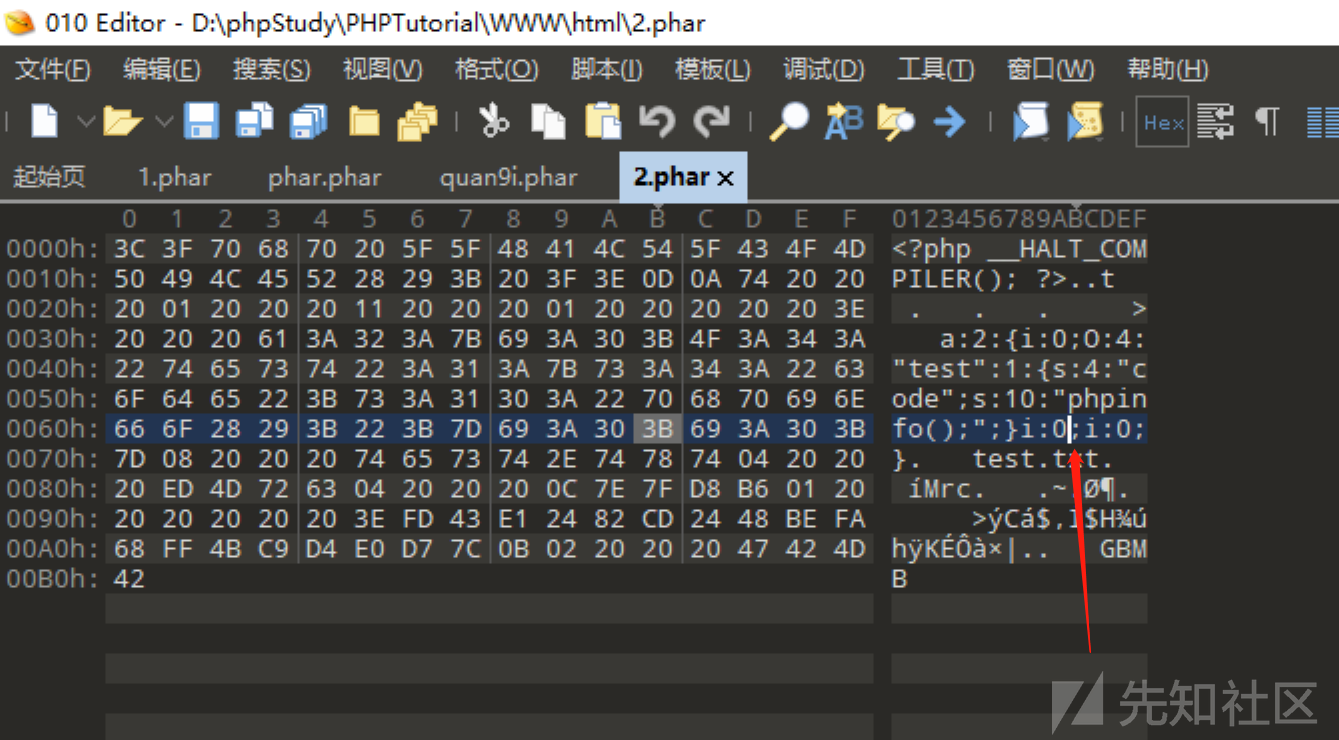 010 Editor - D:\phpStudy\PHPTutorial\WWW\html\2.phar
文件(F) 编辑(E) 搜索(S) 视图(V) 格式(O) 脚本(I) 模板(L) 调试(D) 工具(T) 窗口(W) 帮助(H)
Hex
起始页 1.phar phar.phar quan9i.phar 2.phar ×
0 1 2 3 4 5 6 7 8 9 A B C D E F 0123456789ABCDEF
0000h: 3C 3F 70 68 70 20 5F 5F 48 41 4C 54 5F 43 4F 4D <?php __HALT_COM
0010h: 50 49 4C 45 52 28 29 3B 20 3F 3E 0D 0A 74 20 20 PILER(); ?>..t
0020h: 20 01 20 20 20 11 20 20 20 01 20 20 20 20 20 3E . . . >
0030h: 20 20 20 61 3A 32 3A 7B 69 3A 30 3B 4F 3A 34 3A a:2:{i:0;O:4:
0040h: 22 74 65 73 74 22 3A 31 3A 7B 73 3A 34 3A 22 63 "test":1:{s:4:"c
0050h: 6F 64 65 22 3B 73 3A 31 30 3A 22 70 68 70 69 6E ode";s:10:"phpin
0060h: 66 6F 28 29 3B 22 3B 7D 69 3A 30 3B 69 3A 30 3B fo();";}i:0;i:0;
0070h: 7D 08 20 20 20 74 65 73 74 2E 74 78 74 04 20 20 }. test.txt.
0080h: 20 ED 4D 72 63 04 20 20 20 0C 7E 7F D8 B6 01 20 íMrc. .~.Ø¶.
0090h: 20 20 20 20 20 3E FD 43 E1 24 82 CD 24 48 BE FA >ýCá$‚Í$H¾ú
00A0h: 68 FF 4B C9 D4 E0 D7 7C 0B 02 20 20 20 47 42 4D hÿKÉÔà×|.. GBM
00B0h: 42 B
先知社区